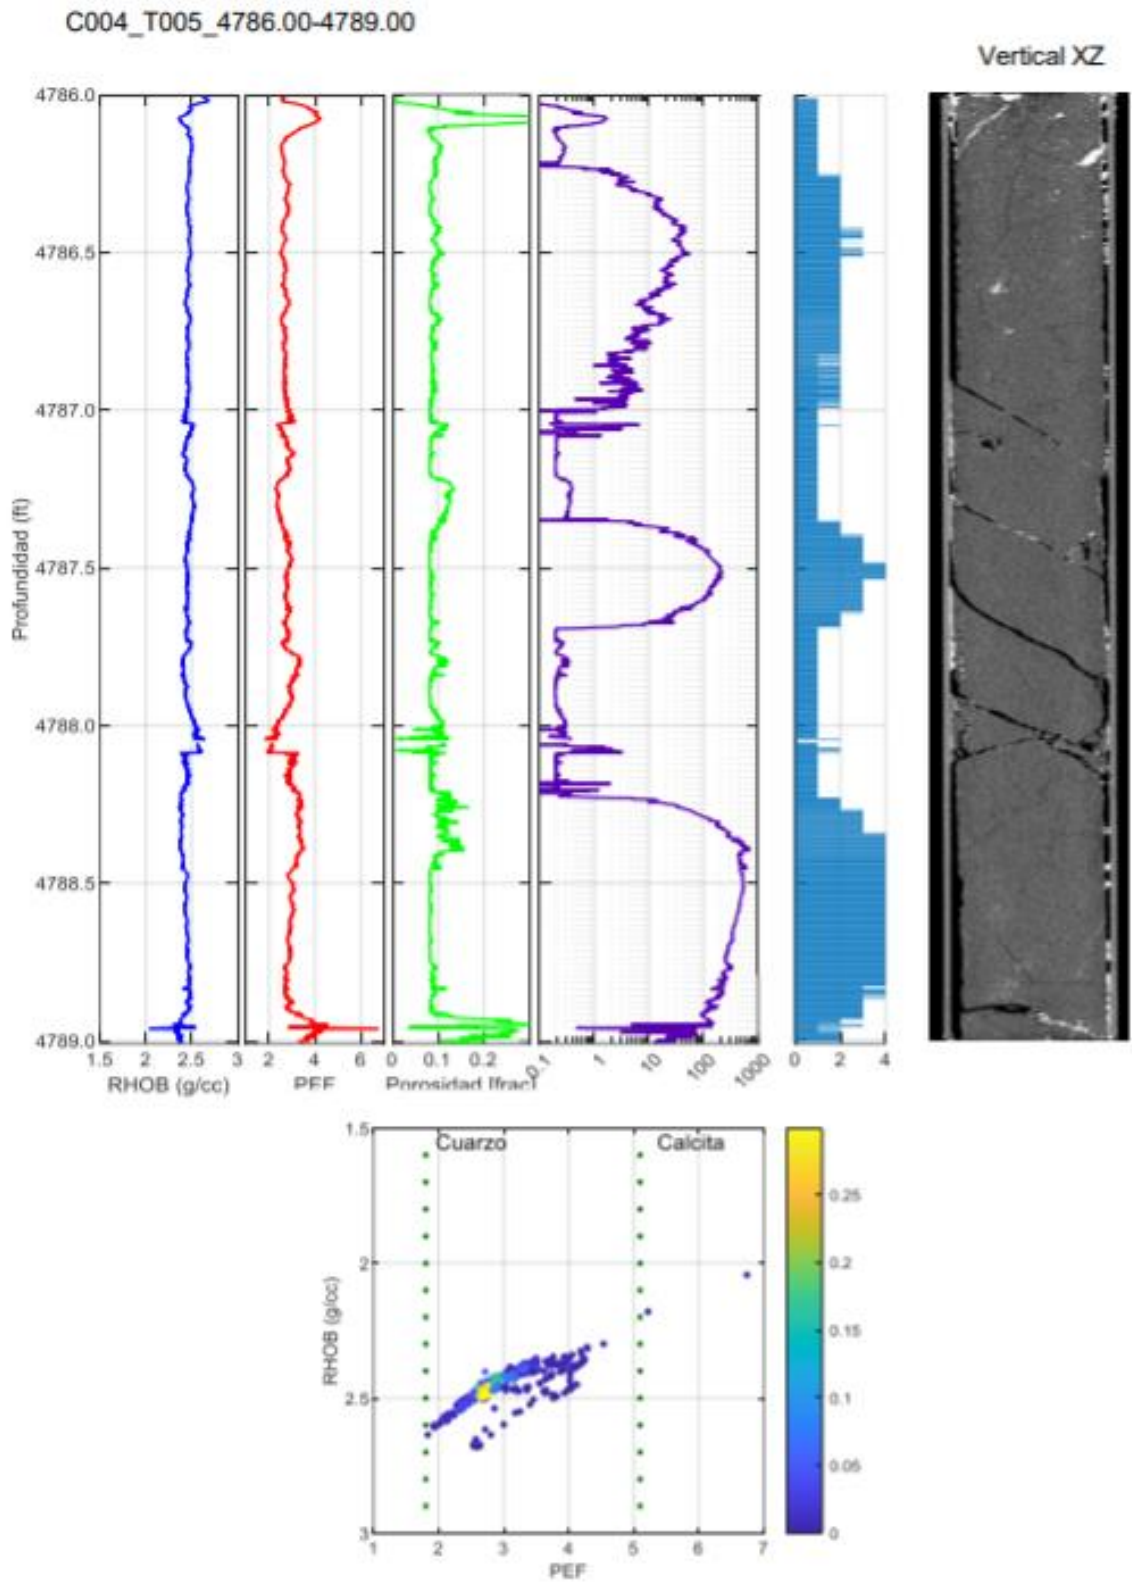 C004_T005_4786.00-4789.00
Vertical XZ
4786.0
4786.5
4787.0
4787.5
4788.0
4788.5
4789.0
Profundidad (ft)
1.5 2 2.5 3 2 4 6 0 0.1 0.2 0.1 1 10 100 1000 0 2 4
RHOB (g/cc) PEF Porosidad [frac]
Cuarzo Calcita
1.5
2
2.5
3
RHOB (g/cc)
1 2 3 4 5 6 7
PEF
0.25
0.2
0.15
0.1
0.05
0